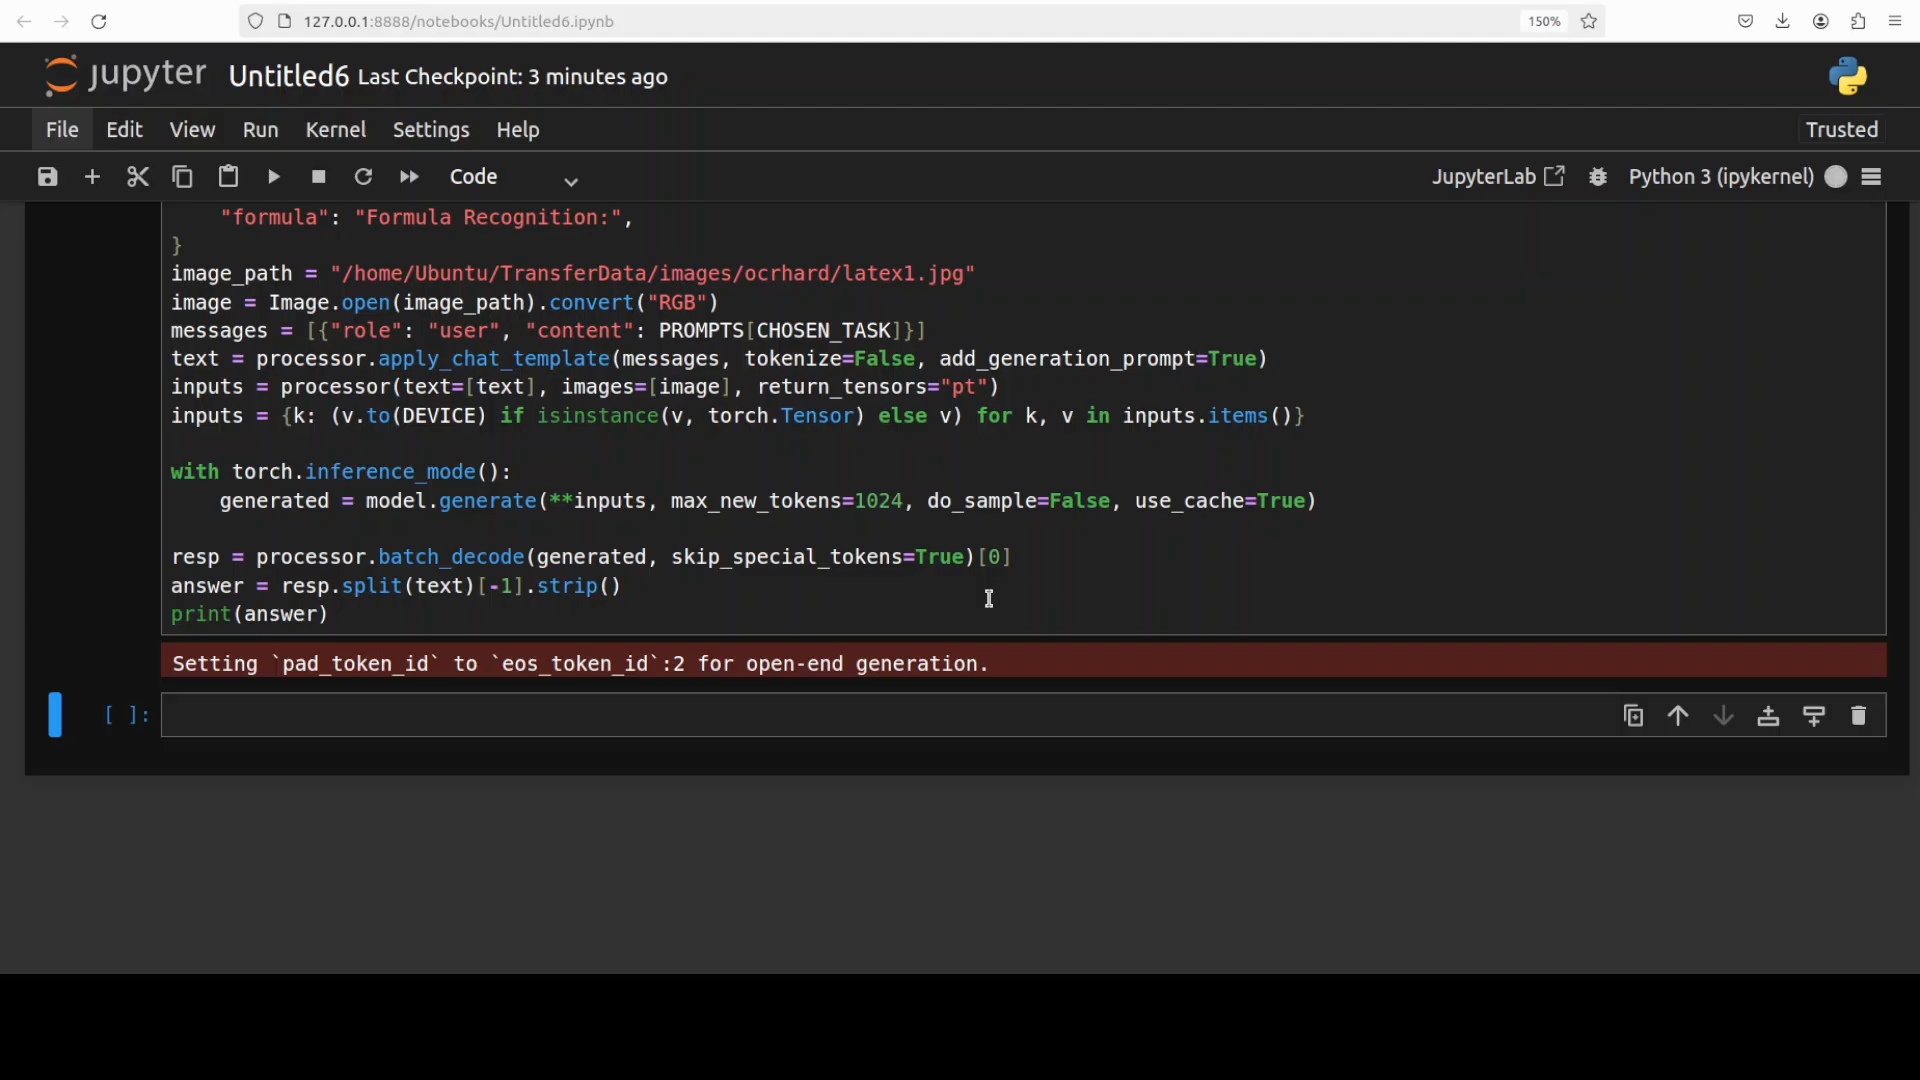 127.0.0.1:8888/notebooks/Untitled6.ipynb
150%
jupyter Untitled6 Last Checkpoint: 3 minutes ago
File Edit View Run Kernel Settings Help Trusted
Code JupyterLab Python 3 (ipykernel)
"formula": "Formula Recognition:",
}
image_path = "/home/Ubuntu/TransferData/images/ocrhard/latex1.jpg"
image = Image.open(image_path).convert("RGB")
messages = [{"role": "user", "content": PROMPTS[CHOSEN_TASK]}]
text = processor.apply_chat_template(messages, tokenize=False, add_generation_prompt=True)
inputs = processor(text=[text], images=[image], return_tensors="pt")
inputs = {k: (v.to(DEVICE) if isinstance(v, torch.Tensor) else v) for k, v in inputs.items()}
with torch.inference_mode():
generated = model.generate(**inputs, max_new_tokens=1024, do_sample=False, use_cache=True)
resp = processor.batch_decode(generated, skip_special_tokens=True)[0]
answer = resp.split(text)[-1].strip()
print(answer)
Setting `pad_token_id` to `eos_token_id`:2 for open-end generation.
[ ]: